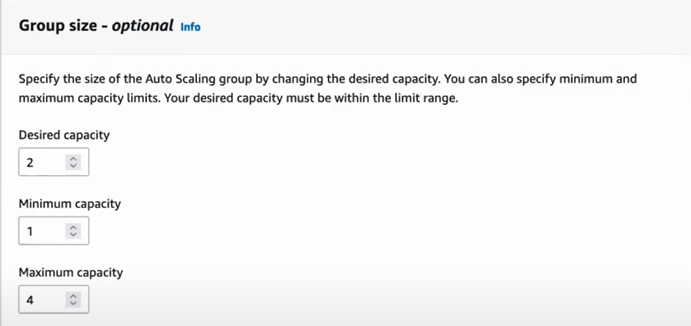 Group size - optional Info
Specify the size of the Auto Scaling group by changing the desired capacity. You can also specify minimum and
maximum capacity limits. Your desired capacity must be within the limit range.
Desired capacity
2
Minimum capacity
1
Maximum capacity
4